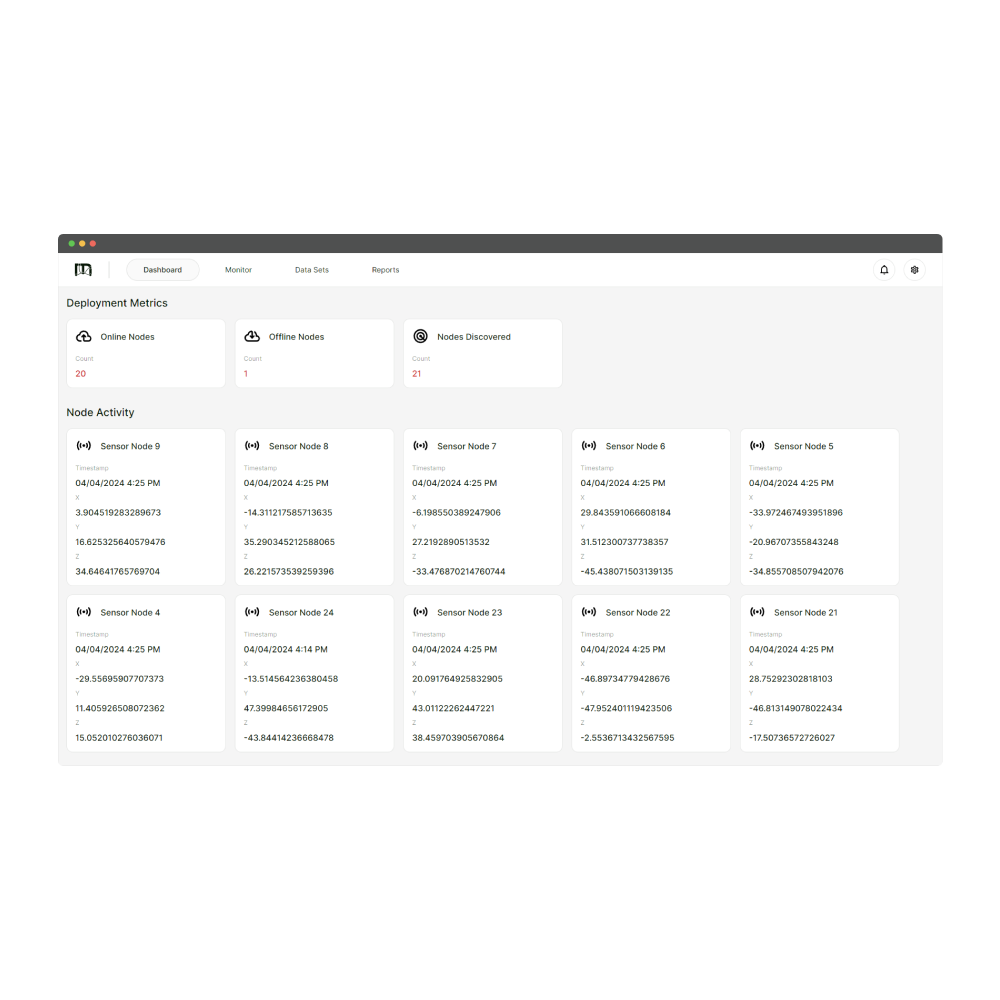 Dashboard Monitor Data Sets Reports
Deployment Metrics
Online Nodes Offline Nodes Nodes Discovered
Count Count Count
20 1 21
Node Activity
Sensor Node 9 Sensor Node 8 Sensor Node 7 Sensor Node 6 Sensor Node 5
Timestamp Timestamp Timestamp Timestamp Timestamp
04/04/2024 4:25 PM 04/04/2024 4:25 PM 04/04/2024 4:25 PM 04/04/2024 4:25 PM 04/04/2024 4:25 PM
X X X X X
3.904519283289673 -14.311217585713635 -6.198550389247906 29.843591066608184 -33.972467493951896
Y Y Y Y Y
16.625325640579476 35.290345212588065 27.2192890513532 31.512300737738357 -20.96707355843248
Z Z Z Z Z
34.64641765769704 26.221573539259396 -33.476870214760744 -45.438071503139135 -34.855708507942076
Sensor Node 4 Sensor Node 24 Sensor Node 23 Sensor Node 22 Sensor Node 21
Timestamp Timestamp Timestamp Timestamp Timestamp
04/04/2024 4:25 PM 04/04/2024 4:14 PM 04/04/2024 4:25 PM 04/04/2024 4:25 PM 04/04/2024 4:25 PM
X X X X X
-29.55695907707373 -13.514564236380458 20.091764925832905 -46.89734779428676 28.75292302818103
Y Y Y Y Y
11.405926508072362 47.39984656172905 43.01122262447221 -47.952401119423506 -46.813149078022434
Z Z Z Z Z
15.052010276036071 -43.84414236668478 38.459703905670864 -2.5536713432567595 -17.50736572726027